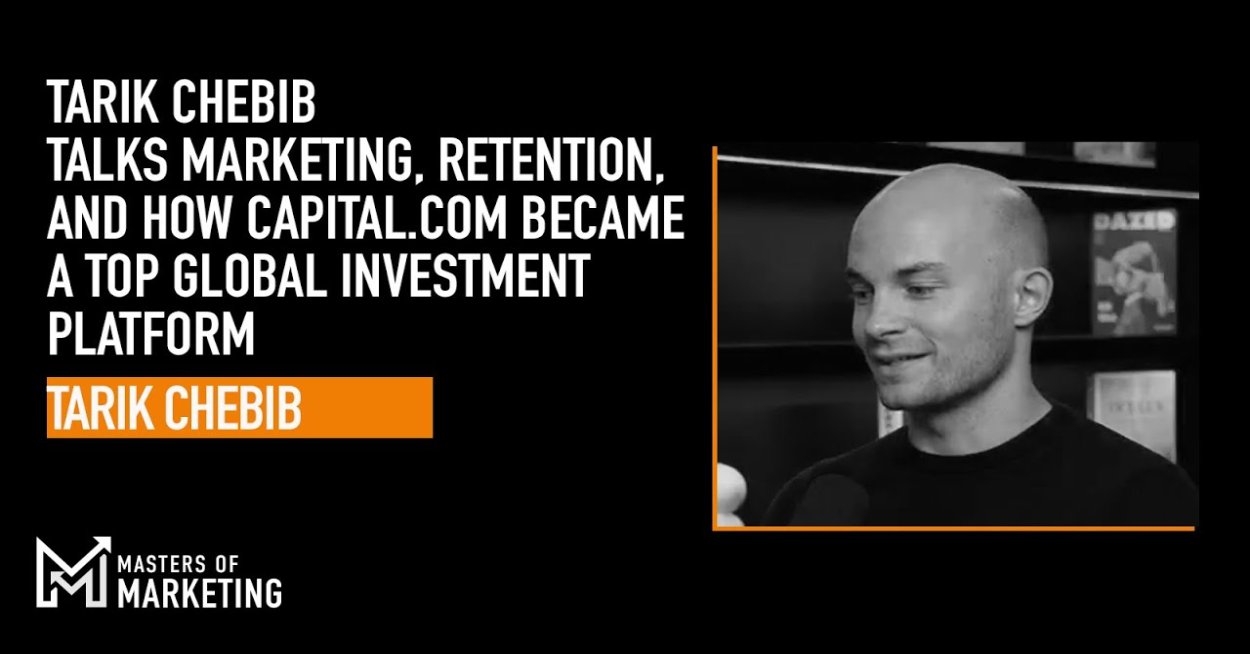 TARIK CHEBIB
TALKS MARKETING, RETENTION,
AND HOW CAPITAL.COM BECAME
A TOP GLOBAL INVESTMENT
PLATFORM
TARIK CHEBIB
MASTERS OF
MARKETING
DAZED